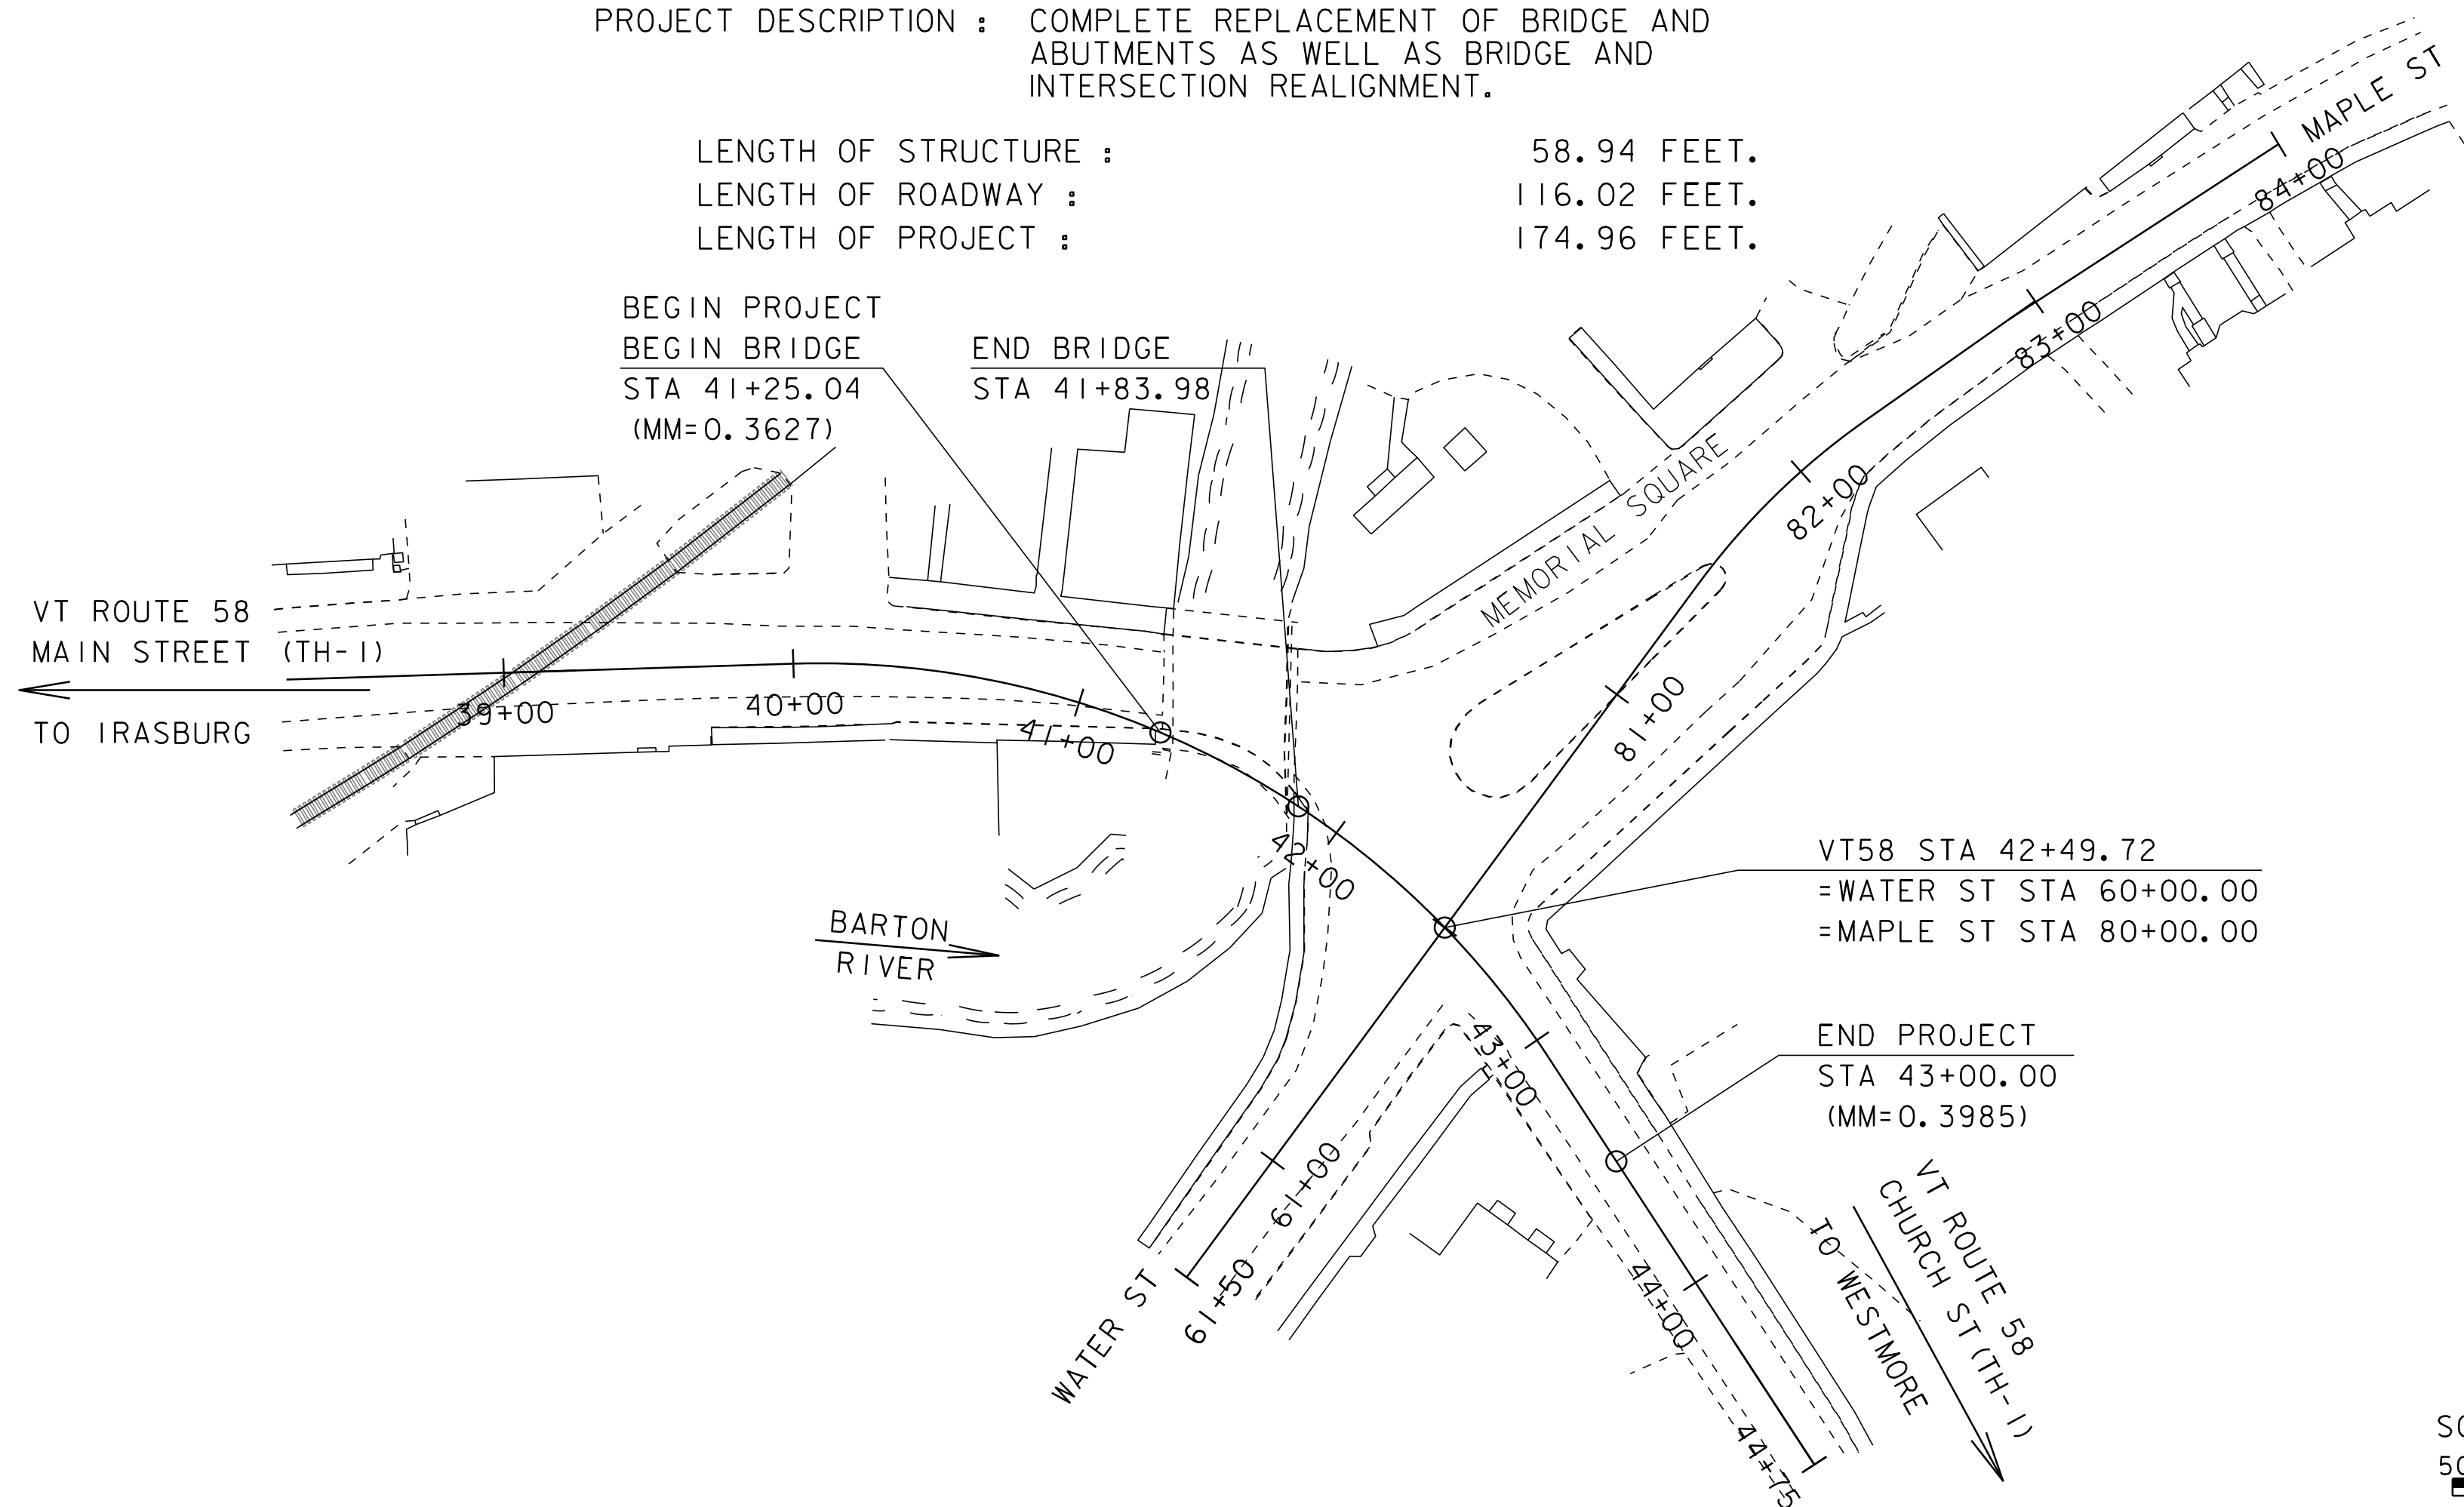 PROJECT DESCRIPTION : COMPLETE REPLACEMENT OF BRIDGE AND
ABUTMENTS AS WELL AS BRIDGE AND
INTERSECTION REALIGNMENT.
LENGTH OF STRUCTURE : 58.94 FEET.
LENGTH OF ROADWAY : 116.02 FEET.
LENGTH OF PROJECT : 174.96 FEET.
BEGIN PROJECT
BEGIN BRIDGE
STA 41+25.04
(MM=0.3627)
END BRIDGE
STA 41+83.98
MAPLE ST
84+00
83+00
82+00
81+00
MEMORIAL SQUARE
VT ROUTE 58
MAIN STREET (TH-1)
TO IRASBURG
39+00
40+00
41+00
42+00
BARTON
RIVER
VT58 STA 42+49.72
=WATER ST STA 60+00.00
=MAPLE ST STA 80+00.00
END PROJECT
STA 43+00.00
(MM=0.3985)
43+00
61+00
61+50
WATER ST
44+00
44+75
VT ROUTE 58
CHURCH ST (TH-1)
TO WESTMORE